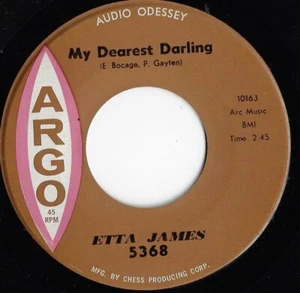 AUDIO ODESSEY
My Dearest Darling
(E. Bocage, P. Gayten)
ARGO
45
RPM
10163
Arc Music
BMI
Time 2:45
ETTA JAMES
5368
MFG. BY CHESS PRODUCING CORP.